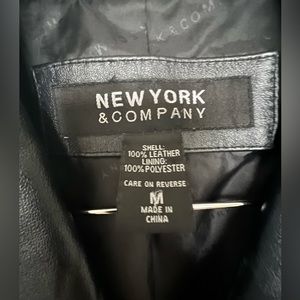 NEW YORK
& COMPANY
SHELL:
100% LEATHER
LINING:
100% POLYESTER
CARE ON REVERSE
M
MADE IN
CHINA